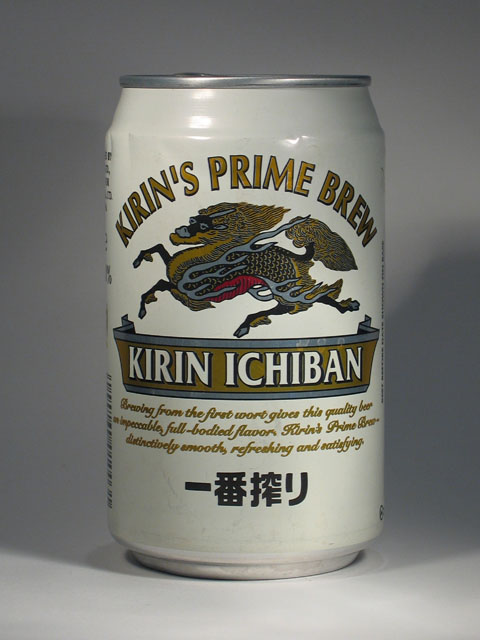 KIRIN'S PRIME BREW
KIRIN ICHIBAN
Brewing from the first wort gives this quality beer
an impeccable, full-bodied flavor. Kirin's Prime Brew-
distinctively smooth, refreshing and satisfying.
一番搾り